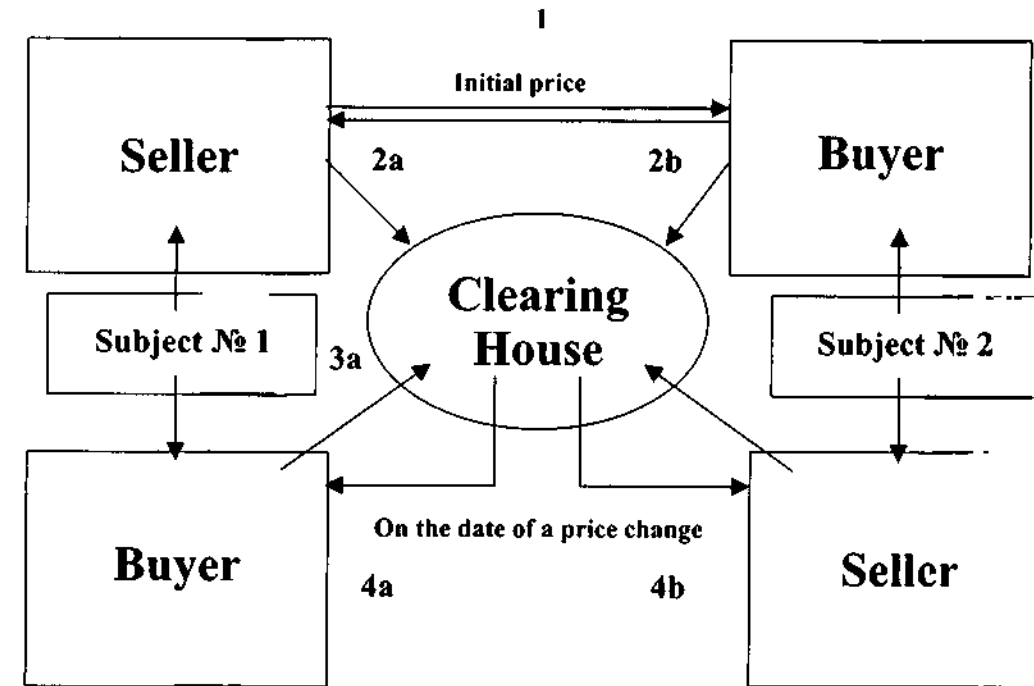 1
Initial price
Seller
Buyer
2a
2b
Clearing
House
Subject № 1
Subject № 2
3a
On the date of a price change
Buyer
Seller
4a
4b